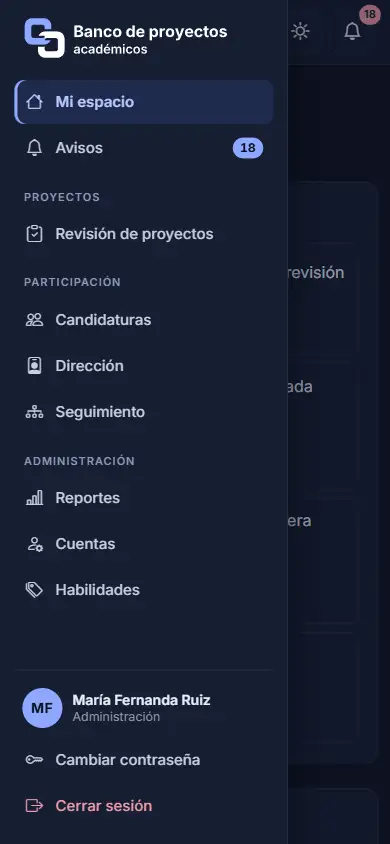 Banco de proyectos
académicos
18
Mi espacio
Avisos
18
PROYECTOS
Revisión de proyectos
revisión
PARTICIPACIÓN
Candidaturas
Dirección
ada
Seguimiento
ADMINISTRACIÓN
Reportes
era
Cuentas
Habilidades
MF
María Fernanda Ruiz
Administración
Cambiar contraseña
Cerrar sesión